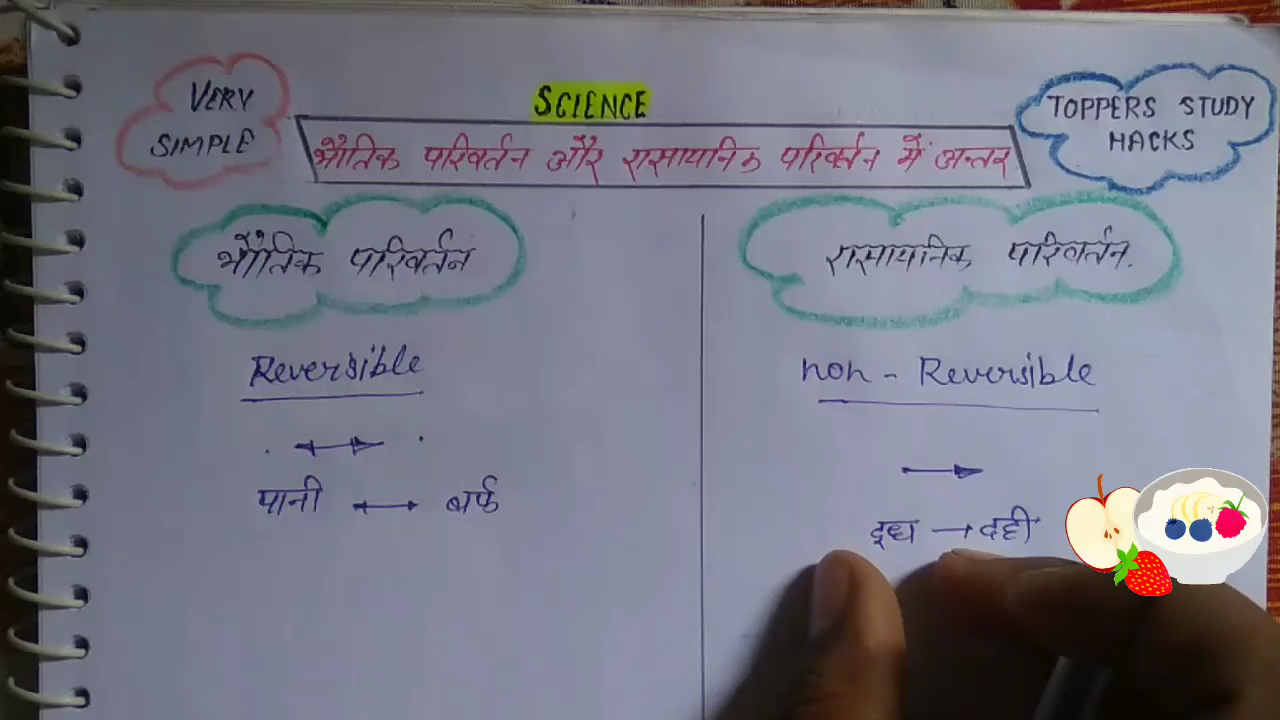 VERY
SIMPLE
SCIENCE
TOPPERS STUDY
HACKS
भौतिक परिवर्तन और रासायनिक परिवर्तन में अन्तर
भौतिक परिवर्तन
रासायनिक परिवर्तन.
Reversible
non - Reversible
पानी ↔ बर्फ
दूध → दही